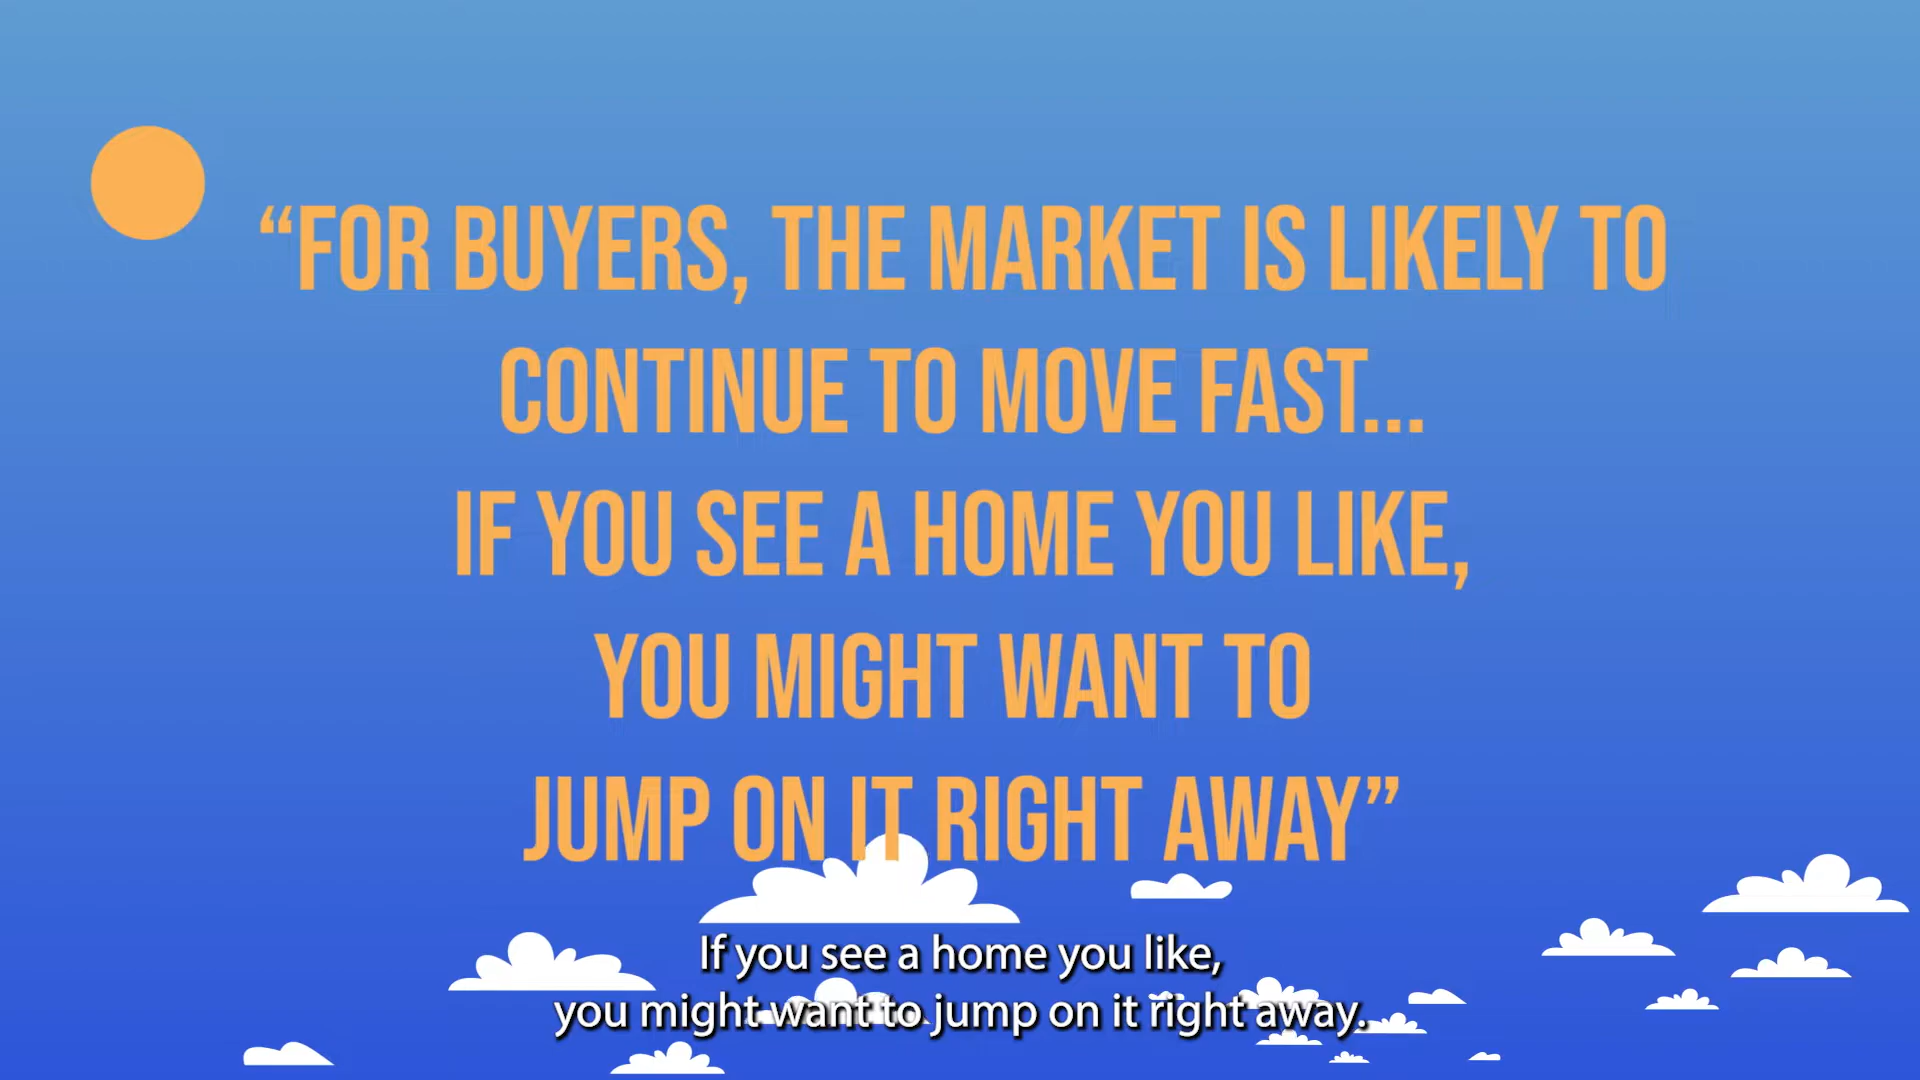 “FOR BUYERS, THE MARKET IS LIKELY TO
CONTINUE TO MOVE FAST...
IF YOU SEE A HOME YOU LIKE,
YOU MIGHT WANT TO
JUMP ON IT RIGHT AWAY”
If you see a home you like,
you might want to jump on it right away.